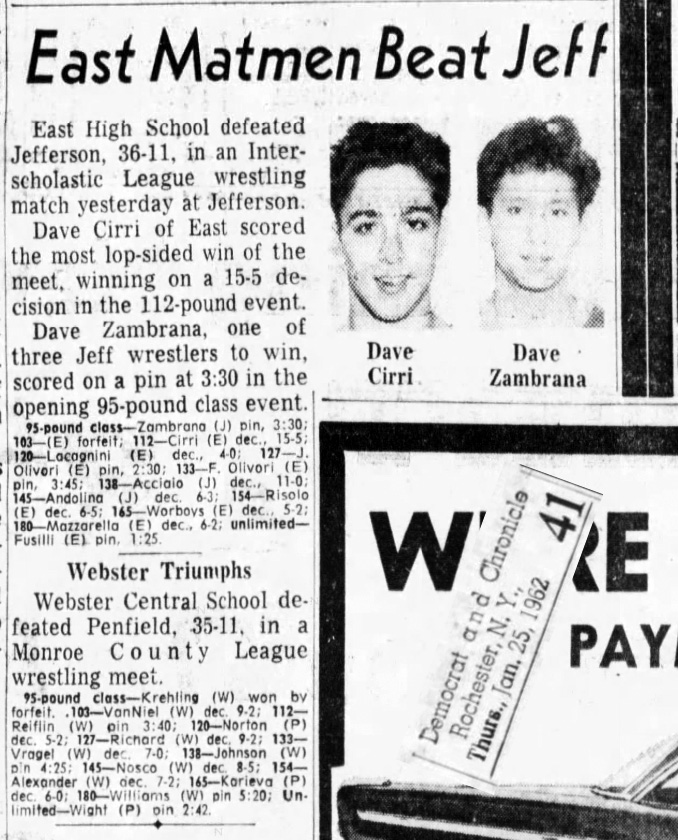 East Matmen Beat Jeff
East High School defeated
Jefferson, 36-11, in an Inter-
scholastic League wrestling
match yesterday at Jefferson.
Dave Cirri of East scored
the most lop-sided win of the
meet, winning on a 15-5 de-
cision in the 112-pound event.
Dave Zambrana, one of
three Jeff wrestlers to win,
scored on a pin at 3:30 in the
opening 95-pound class event.
95-pound class—Zambrana (J) pin, 3:30;
103—(E) forfeit; 112—Cirri (E) dec., 15-5;
120—Lacagnini (E) dec., 4-0; 127—J.
Olivori (E) pin, 2:30; 133—F. Olivori (E)
pin, 3:45; 138—Acciaio (J) dec., 11-0;
145—Andolina (J) dec. 6-3; 154—Risolo
(E) dec. 6-5; 165—Worboys (E) dec., 5-2;
180—Mazzarella (E) dec., 6-2; unlimited—
Fusilli (E) pin, 1:25.
Dave
Cirri
Dave
Zambrana
Webster Triumphs
Webster Central School de-
feated Penfield, 35-11, in a
Monroe County League
wrestling meet.
95-pound class—Krehling (W) won by
forfeit, .103—VanNiel (W) dec. 9-2; 112—
Reiflin (W) pin 3:40; 120—Norton (P)
dec. 5-2; 127—Richard (W) dec. 9-2; 133—
Vragel (W) dec. 7-0; 138—Johnson (W)
pin 4:25; 145—Nosco (W) dec. 8-5; 154—
Alexander (W) dec. 7-2; 165—Karieva (P)
dec. 6-0; 180—Williams (W) pin 5:20; Un-
limited—Wight (P) pin 2:42.
Democrat and Chronicle
Rochester, N. Y.,
Thurs., Jan. 25, 1962
41
W RE
PAY